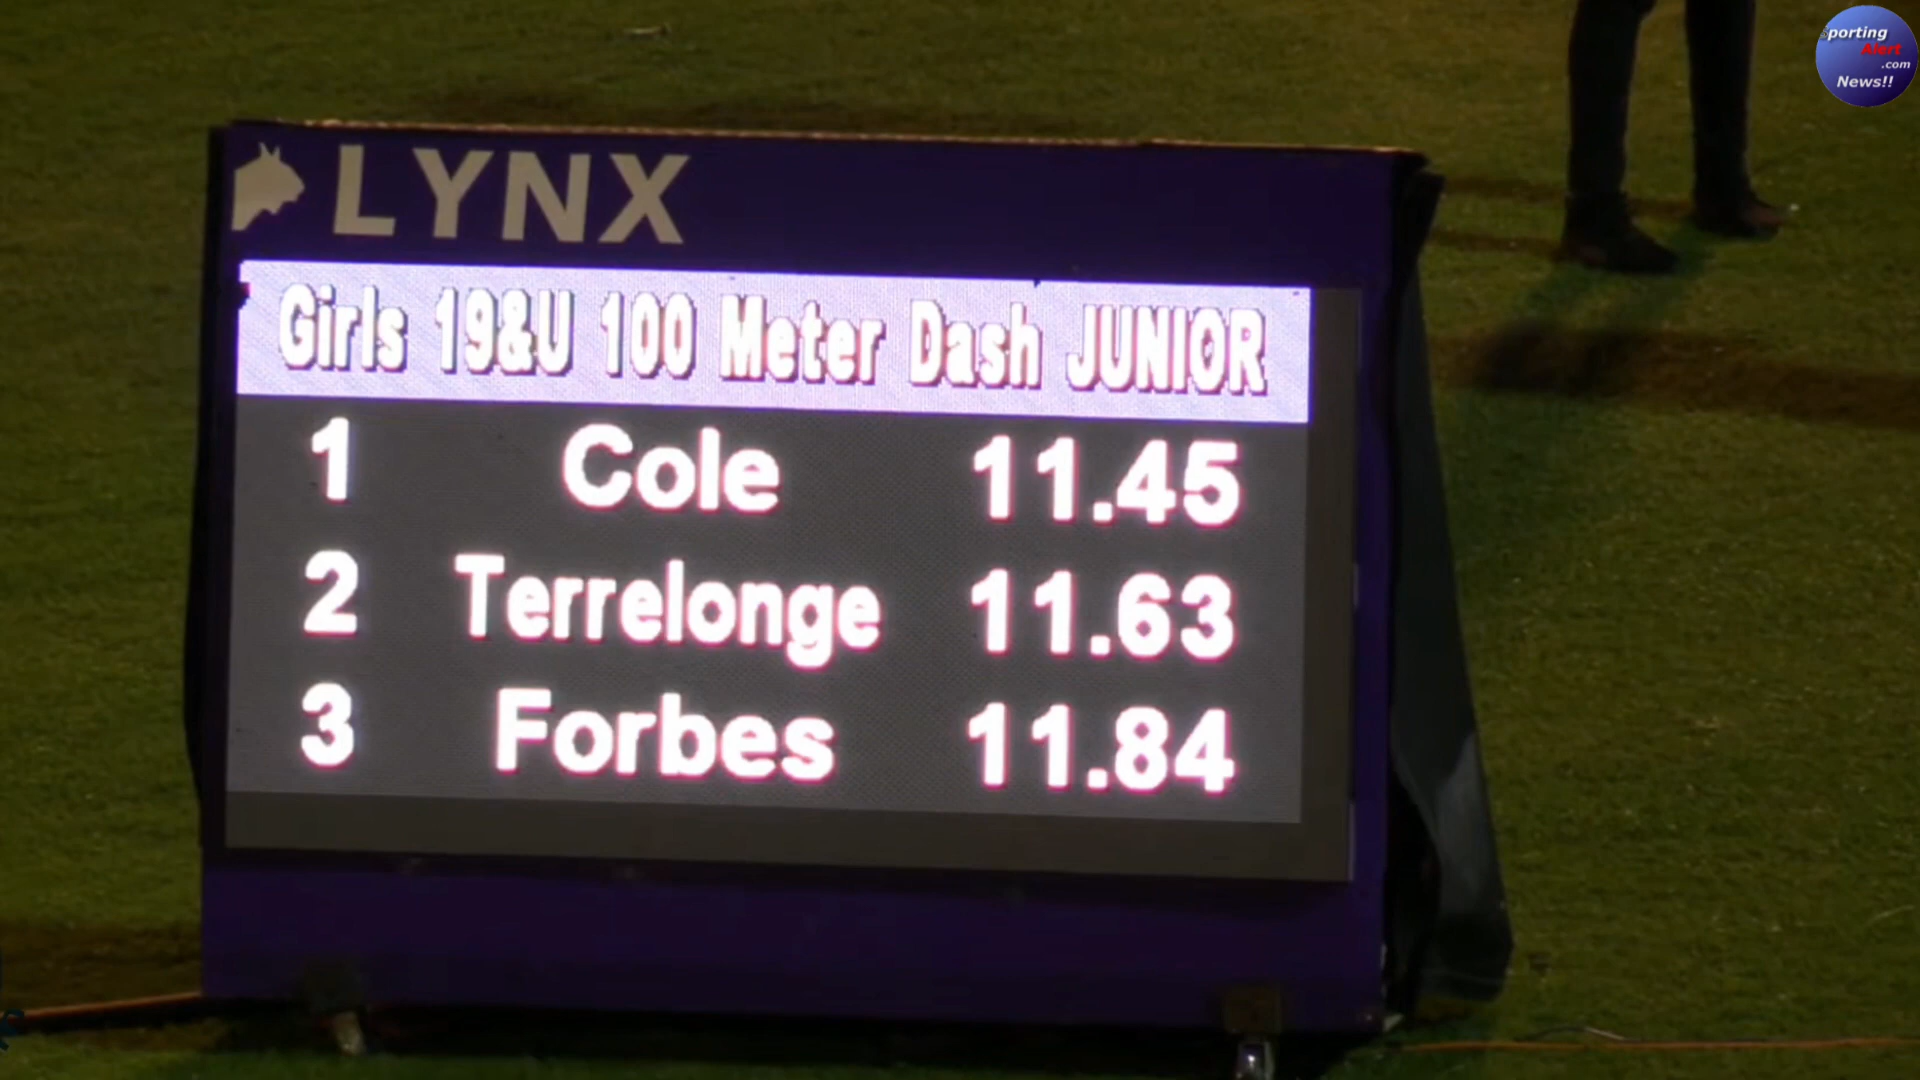 porting
Alert
.com
News!!
LYNX
Girls 19&U 100 Meter Dash JUNIOR
1 Cole 11.45
2 Terrelonge 11.63
3 Forbes 11.84